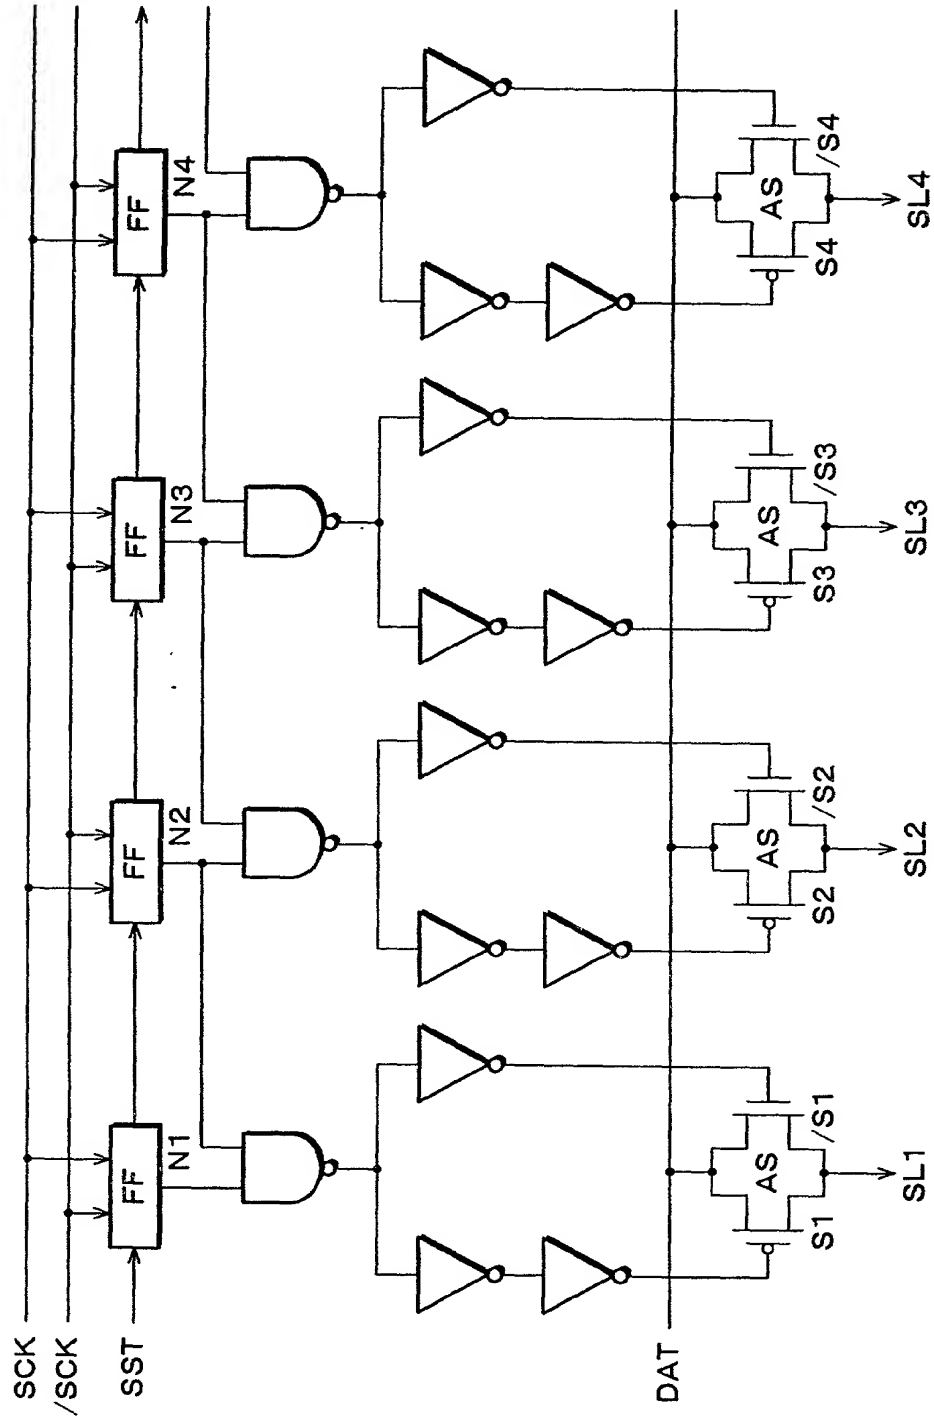 SCK
/SCK
SST
FF
FF
FF
FF
N1
N2
N3
N4
DAT
AS
AS
AS
AS
S1
/S1
S2
/S2
S3
/S3
S4
/S4
SL1
SL2
SL3
SL4